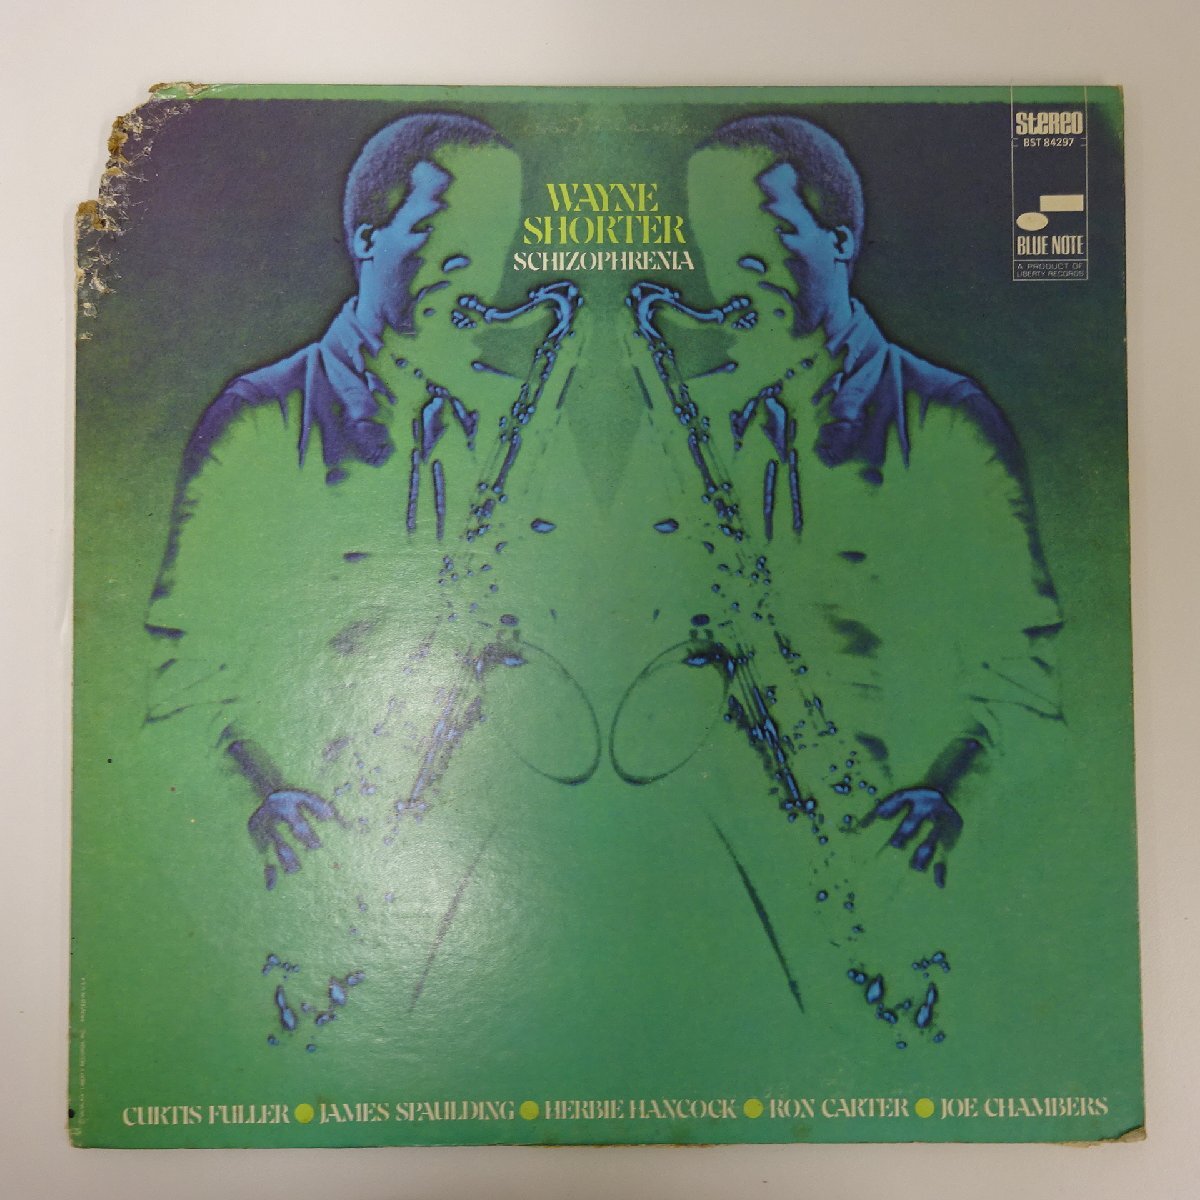 WAYNE
SHORTER
SCHIZOPHRENIA
STEREO
BST 84297
BLUE NOTE
A PRODUCT OF
LIBERTY RECORDS
CURTIS FULLER ● JAMES SPAULDING ● HERBIE HANCOCK ● RON CARTER ● JOE CHAMBERS